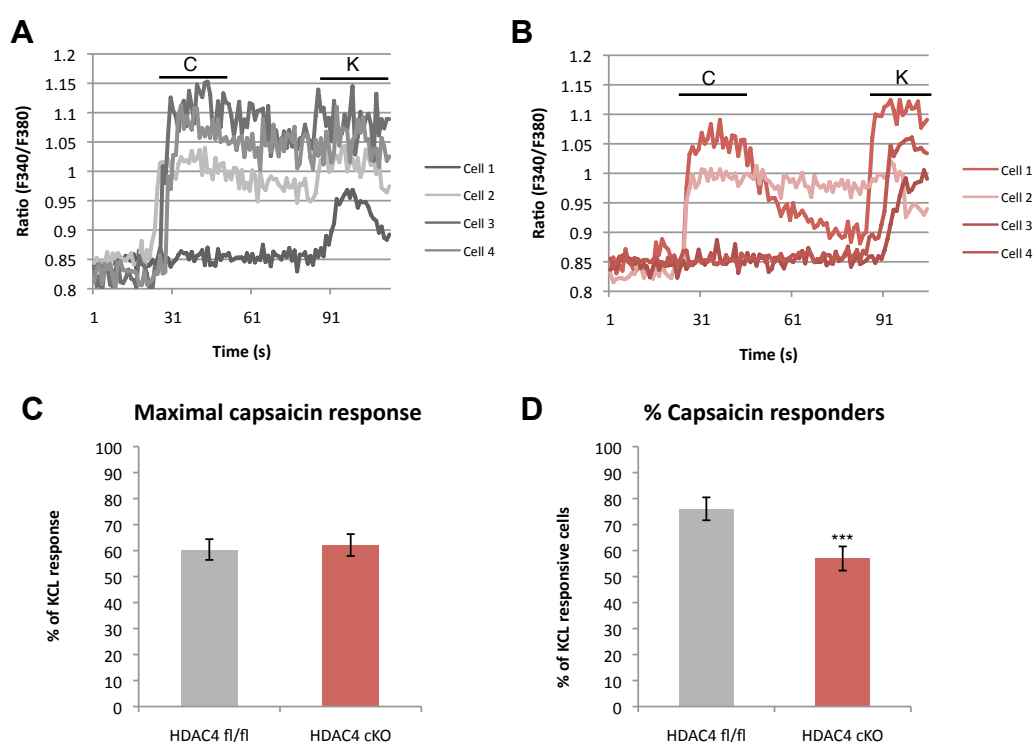 A
Ratio (F340/F380)
1.2
1.15
1.1
1.05
1
0.95
0.9
0.85
0.8
C
K
1
31
61
91
Time (s)
Cell 1
Cell 2
Cell 3
Cell 4
B
Ratio (F340/F380)
1.2
1.15
1.1
1.05
1
0.95
0.9
0.85
0.8
C
K
1
31
61
91
Time (s)
Cell 1
Cell 2
Cell 3
Cell 4
C
Maximal capsaicin response
% of KCL response
100
90
80
70
60
50
40
30
20
10
0
HDAC4 fl/fl
HDAC4 cKO
D
% Capsaicin responders
% of KCL responsive cells
100
90
80
70
60
50
40
30
20
10
0
***
HDAC4 fl/fl
HDAC4 cKO